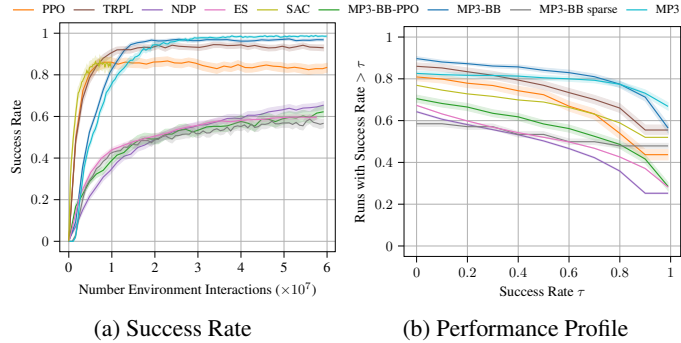 PPO TRPL NDP ES SAC MP3-BB-PPO MP3-BB MP3-BB sparse MP3
1
0.8
0.6
0.4
0.2
0
Success Rate
0 1 2 3 4 5 6
Number Environment Interactions (×10⁷)
(a) Success Rate
1
0.8
0.6
0.4
0.2
0
Runs with Success Rate > τ
0 0.2 0.4 0.6 0.8 1
Success Rate τ
(b) Performance Profile